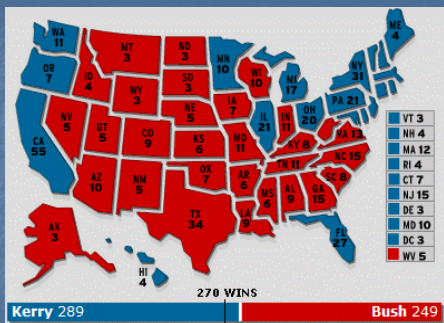 WA
11
OR
7
CA
55
NV
5
ID
4
MT
3
WY
3
UT
5
AZ
10
CO
9
NM
5
ND
3
SD
3
NE
5
KS
6
OK
7
TX
34
MN
10
IA
7
MO
11
AR
6
LA
9
WI
10
IL
21
MI
17
IN
11
OH
20
KY 8
TN 11
MS
6
AL
9
GA
15
FL
27
SC 8
NC 15
VA 13
PA 21
NY
31
ME
4
AK
3
HI
4
VT 3
NH 4
MA 12
RI 4
CT 7
NJ 15
DE 3
MD 10
DC 3
WV 5
270 WINS
Kerry 289
Bush 249